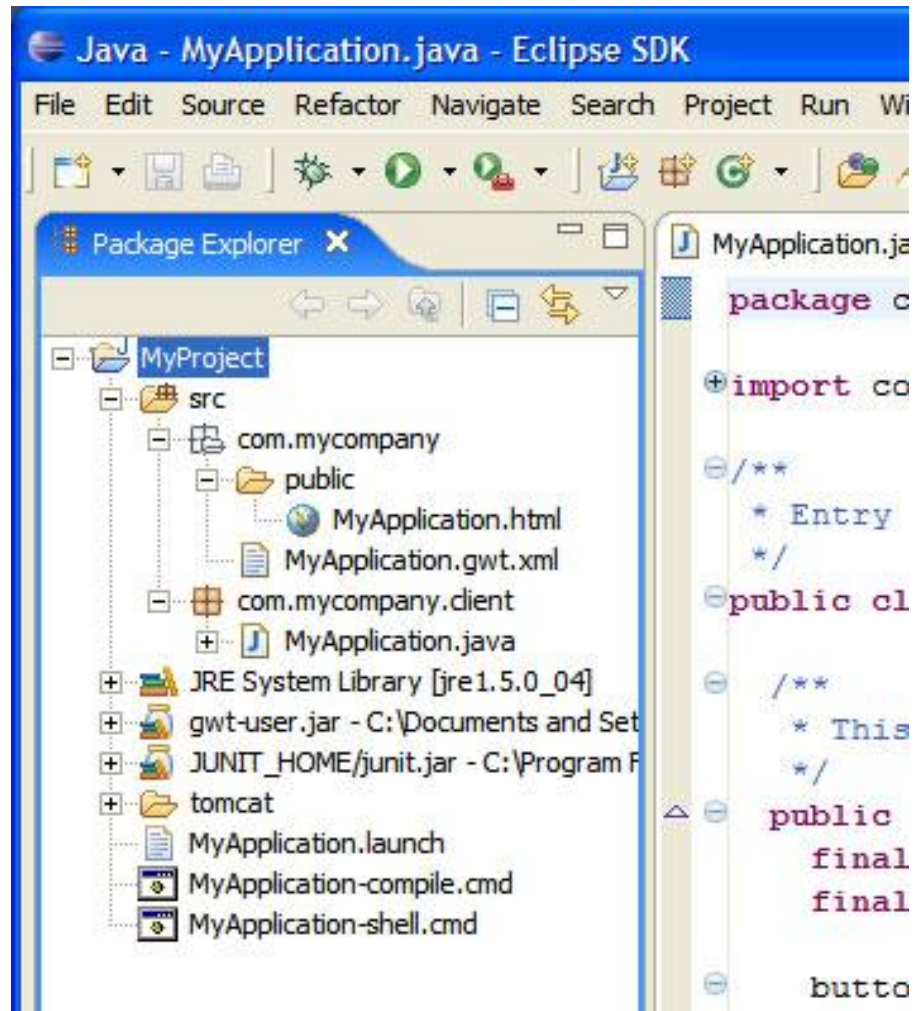 Java - MyApplication.java - Eclipse SDK
File Edit Source Refactor Navigate Search Project Run Wi
Package Explorer
MyProject
src
com.mycompany
public
MyApplication.html
MyApplication.gwt.xml
com.mycompany.client
MyApplication.java
JRE System Library [jre1.5.0_04]
gwt-user.jar - C:\Documents and Set
JUNIT_HOME/junit.jar - C:\Program F
tomcat
MyApplication.launch
MyApplication-compile.cmd
MyApplication-shell.cmd
MyApplication.ja
package c
import co
/**
* Entry
*/
public cl
/**
* This
*/
public
final
final
butto